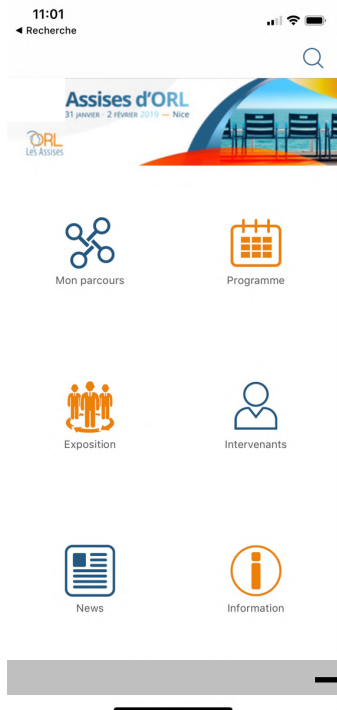 11:01
◀ Recherche
Assises d'ORL
31 JANVIER - 2 FÉVRIER 2019 — Nice
ORL
Les Assises
Mon parcours
Programme
Exposition
Intervenants
News
Information